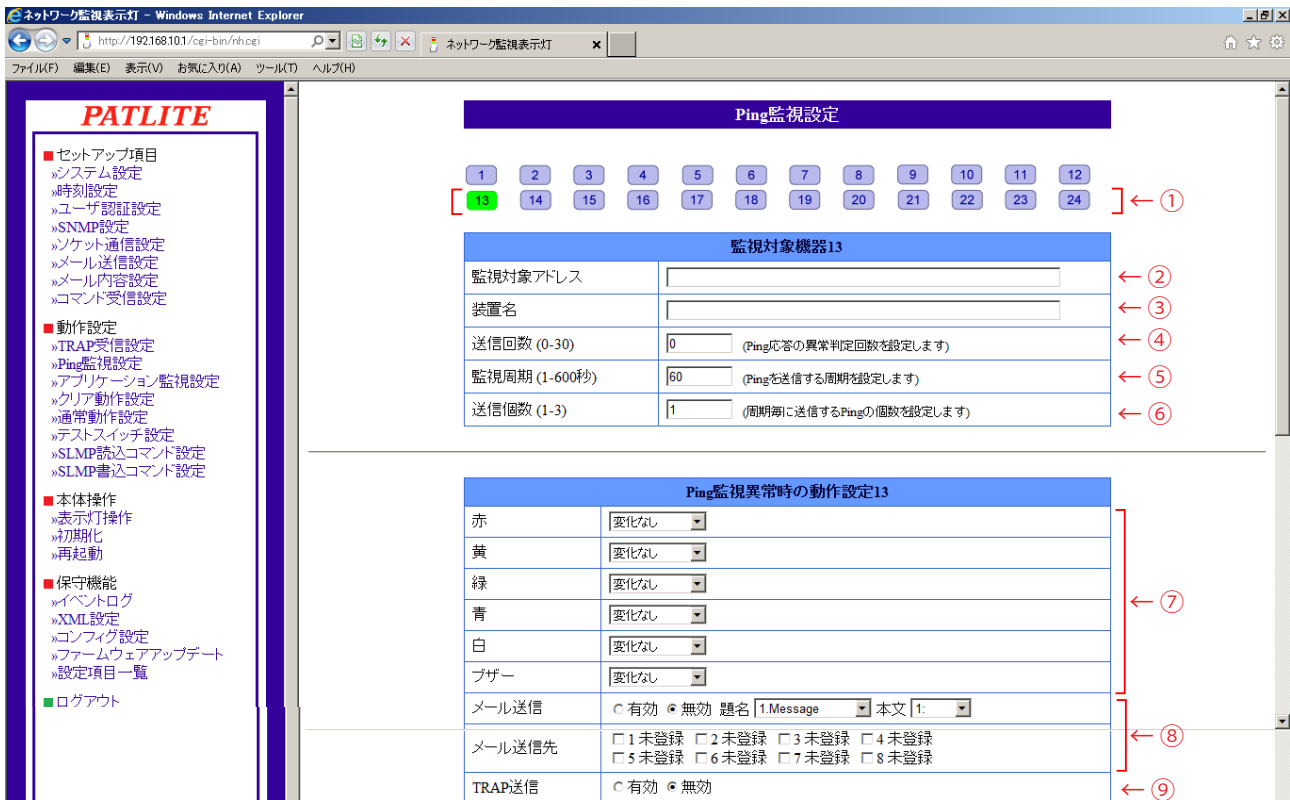 ネットワーク監視表示灯 - Windows Internet Explorer
http://192.168.10.1/cgi-bin/nh.cgi
ネットワーク監視表示灯
ファイル(F) 編集(E) 表示(V) お気に入り(A) ツール(T) ヘルプ(H)
PATLITE
セットアップ項目
»システム設定
»時刻設定
»ユーザ認証設定
»SNMP設定
»ソケット通信設定
»メール送信設定
»メール内容設定
»コマンド受信設定
動作設定
»TRAP受信設定
»Ping監視設定
»アプリケーション監視設定
»クリア動作設定
»通常動作設定
»テストスイッチ設定
»SLMP読込コマンド設定
»SLMP書込コマンド設定
本体操作
»表示灯操作
»初期化
»再起動
保守機能
»イベントログ
»XML設定
»コンフィグ設定
»ファームウェアアップデート
»設定項目一覧
ログアウト
Ping監視設定
1 2 3 4 5 6 7 8 9 10 11 12
13 14 15 16 17 18 19 20 21 22 23 24 ← ①
監視対象機器13
監視対象アドレス ← ②
装置名 ← ③
送信回数 (0-30) 0 (Ping応答の異常判定回数を設定します) ← ④
監視周期 (1-600秒) 60 (Pingを送信する周期を設定します) ← ⑤
送信個数 (1-3) 1 (周期毎に送信するPingの個数を設定します) ← ⑥
Ping監視異常時の動作設定13
赤 変化なし
黄 変化なし
緑 変化なし
青 変化なし ← ⑦
白 変化なし
ブザー 変化なし
メール送信 有効 無効 題名 1.Message 本文 1:
メール送信先 1 未登録 2 未登録 3 未登録 4 未登録 ← ⑧
5 未登録 6 未登録 7 未登録 8 未登録
TRAP送信 有効 無効 ← ⑨